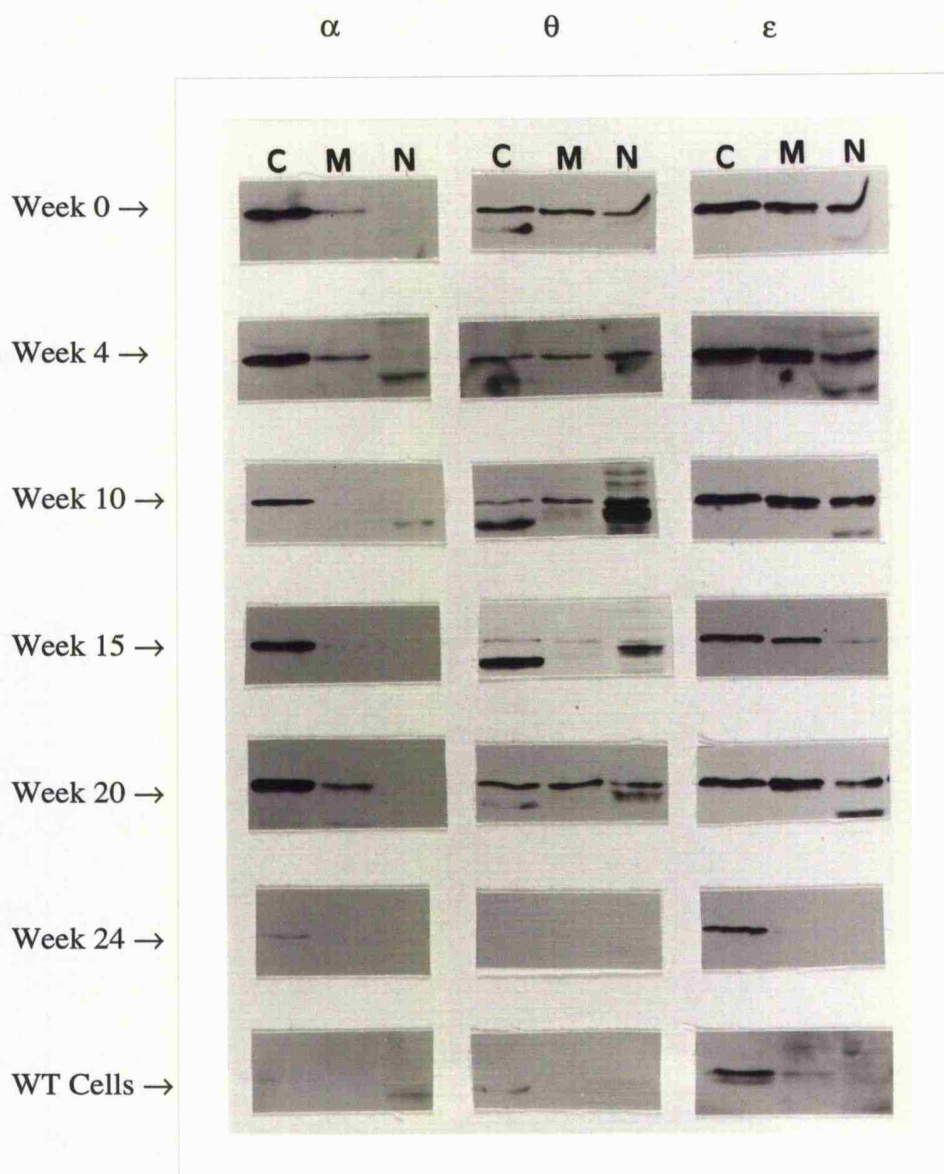 α θ ε
C M N C M N C M N
Week 0 →
Week 4 →
Week 10 →
Week 15 →
Week 20 →
Week 24 →
WT Cells →